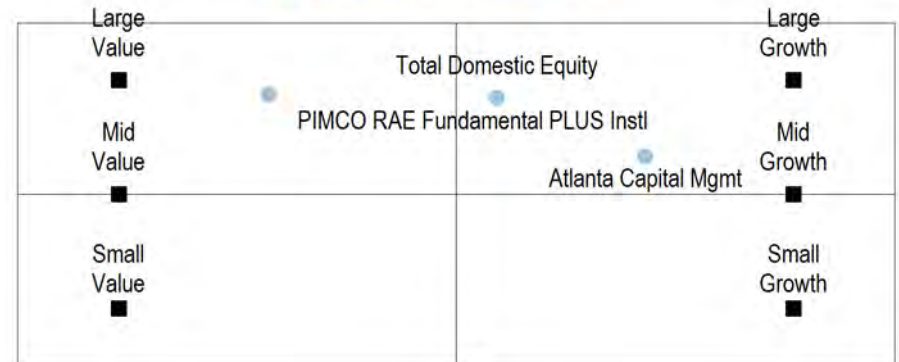 Large
Value
Large
Growth
Total Domestic Equity
PIMCO RAE Fundamental PLUS Instl
Mid
Value
Mid
Growth
Atlanta Capital Mgmt
Small
Value
Small
Growth